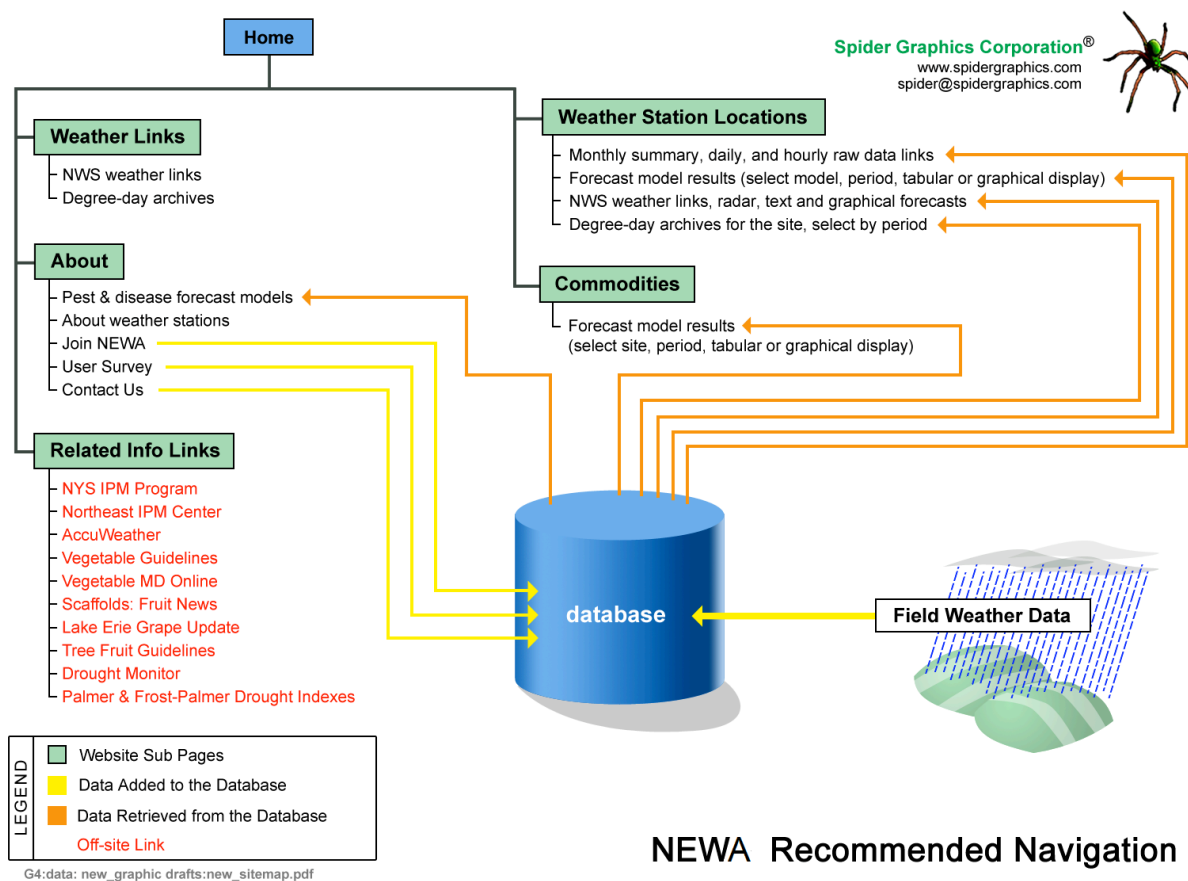 Home
Spider Graphics Corporation®
www.spidergraphics.com
spider@spidergraphics.com
Weather Links
NWS weather links
Degree-day archives
About
Pest & disease forecast models
About weather stations
Join NEWA
User Survey
Contact Us
Related Info Links
NYS IPM Program
Northeast IPM Center
AccuWeather
Vegetable Guidelines
Vegetable MD Online
Scaffolds: Fruit News
Lake Erie Grape Update
Tree Fruit Guidelines
Drought Monitor
Palmer & Frost-Palmer Drought Indexes
Weather Station Locations
Monthly summary, daily, and hourly raw data links
Forecast model results (select model, period, tabular or graphical display)
NWS weather links, radar, text and graphical forecasts
Degree-day archives for the site, select by period
Commodities
Forecast model results
(select site, period, tabular or graphical display)
database
Field Weather Data
LEGEND
Website Sub Pages
Data Added to the Database
Data Retrieved from the Database
Off-site Link
NEWA Recommended Navigation
G4:data: new_graphic drafts:new_sitemap.pdf